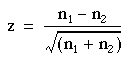 z = n₁ − n₂ / √(n₁ + n₂)